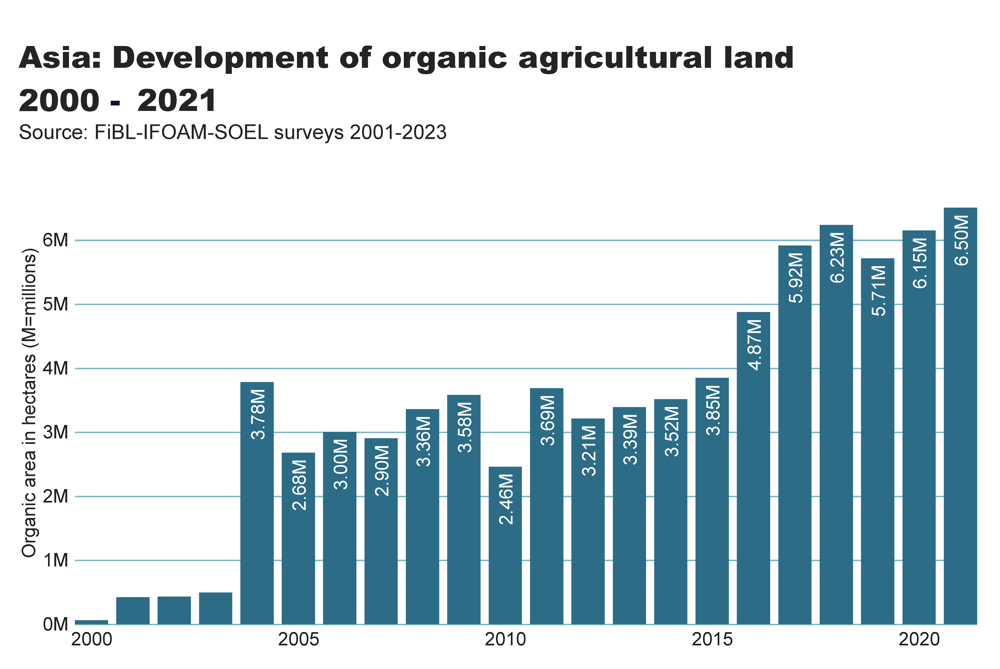 Asia: Development of organic agricultural land
2000 - 2021
Source: FiBL-IFOAM-SOEL surveys 2001-2023
Organic area in hectares (M=millions)
6M
5M
4M
3M
2M
1M
0M
3.78M
2.68M
3.00M
2.90M
3.36M
3.58M
2.46M
3.69M
3.21M
3.39M
3.52M
3.85M
4.87M
5.92M
6.23M
5.71M
6.15M
6.50M
2000
2005
2010
2015
2020